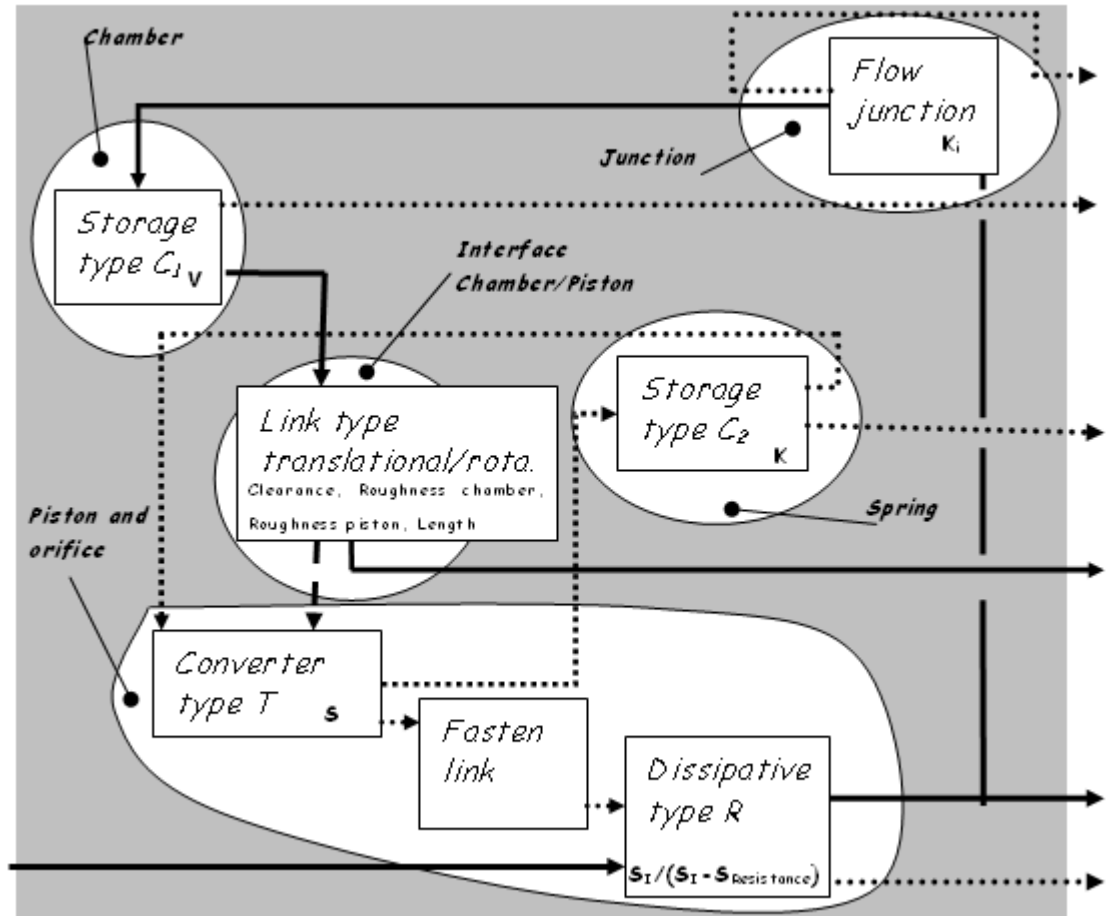 Chamber
Flow
junction
Ki
Junction
Storage
type C1 V
Interface
Chamber/Piston
Storage
type C2
K
Link type
translational/rota.
Clearance, Roughness chamber,
Roughness piston, Length
Spring
Piston and
orifice
Converter
type T S
Fasten
link
Dissipative
type R
SI/(SI-SResistance)